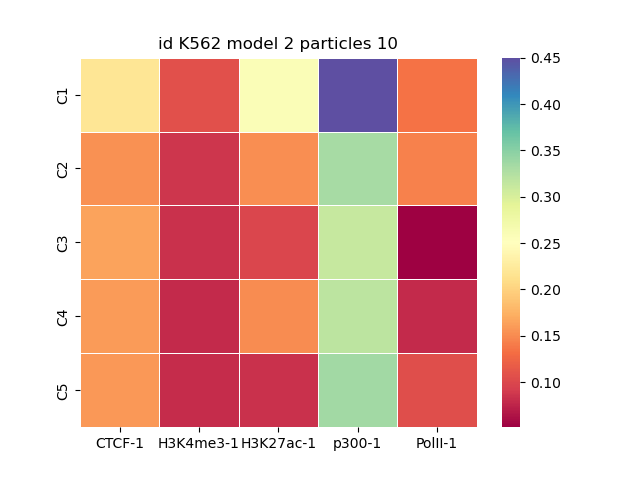 id K562 model 2 particles 10
C1
C2
C3
C4
C5
CTCF-1
H3K4me3-1
H3K27ac-1
p300-1
PolII-1
0.45
0.40
0.35
0.30
0.25
0.20
0.15
0.10